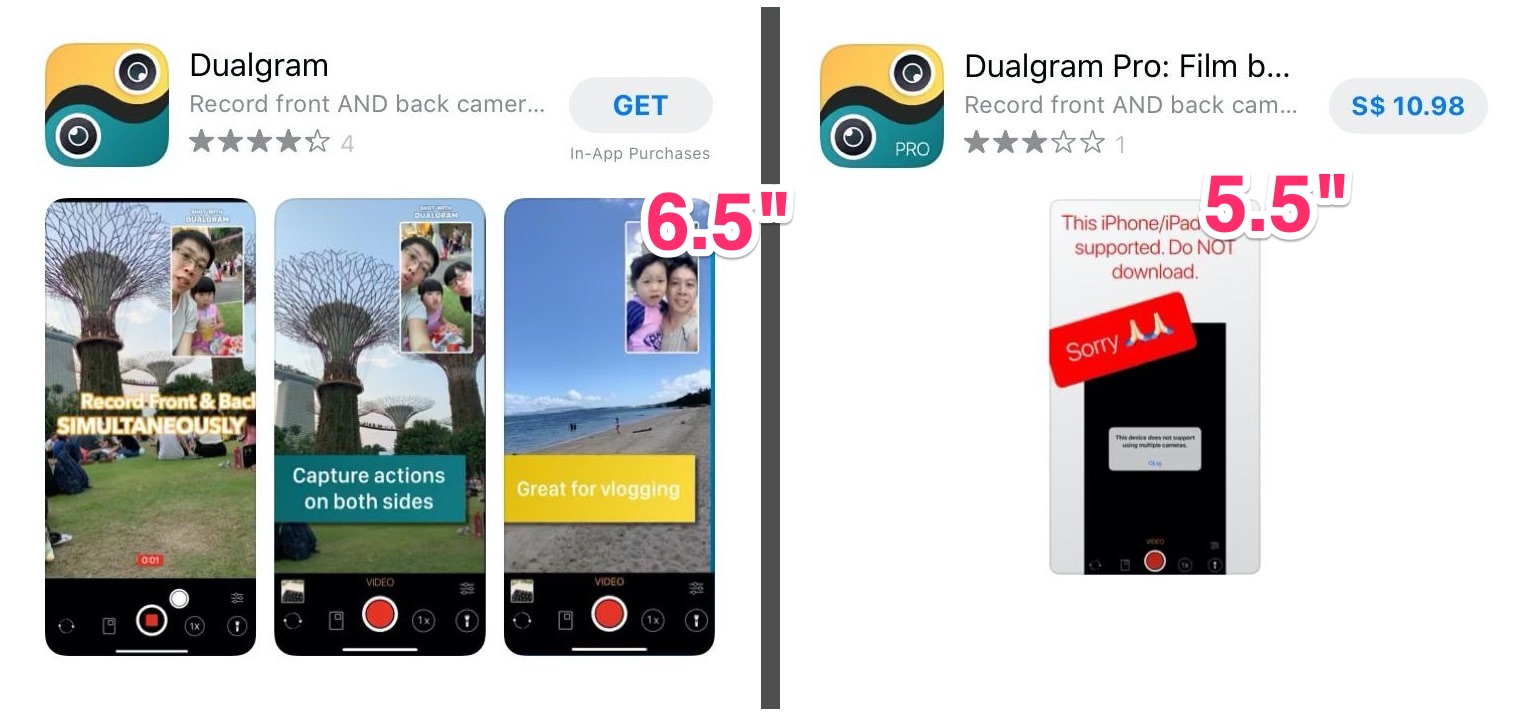 Dualgram
Record front AND back camer...
4
GET
In-App Purchases
6.5"
SHOT WITH
DUALGRAM
Record Front & Back
SIMULTANEOUSLY
0:01
1x
SHOT WITH
DUALGRAM
Capture actions
on both sides
VIDEO
1x
Great for vlogging
VIDEO
1x
PRO
Dualgram Pro: Film b...
Record front AND back cam...
1
S$ 10.98
5.5"
This iPhone/iPad
supported. Do NOT
download.
Sorry 🙏🏻🙏🏻
This device does not support
using multiple cameras.
Okay
VIDEO
1x